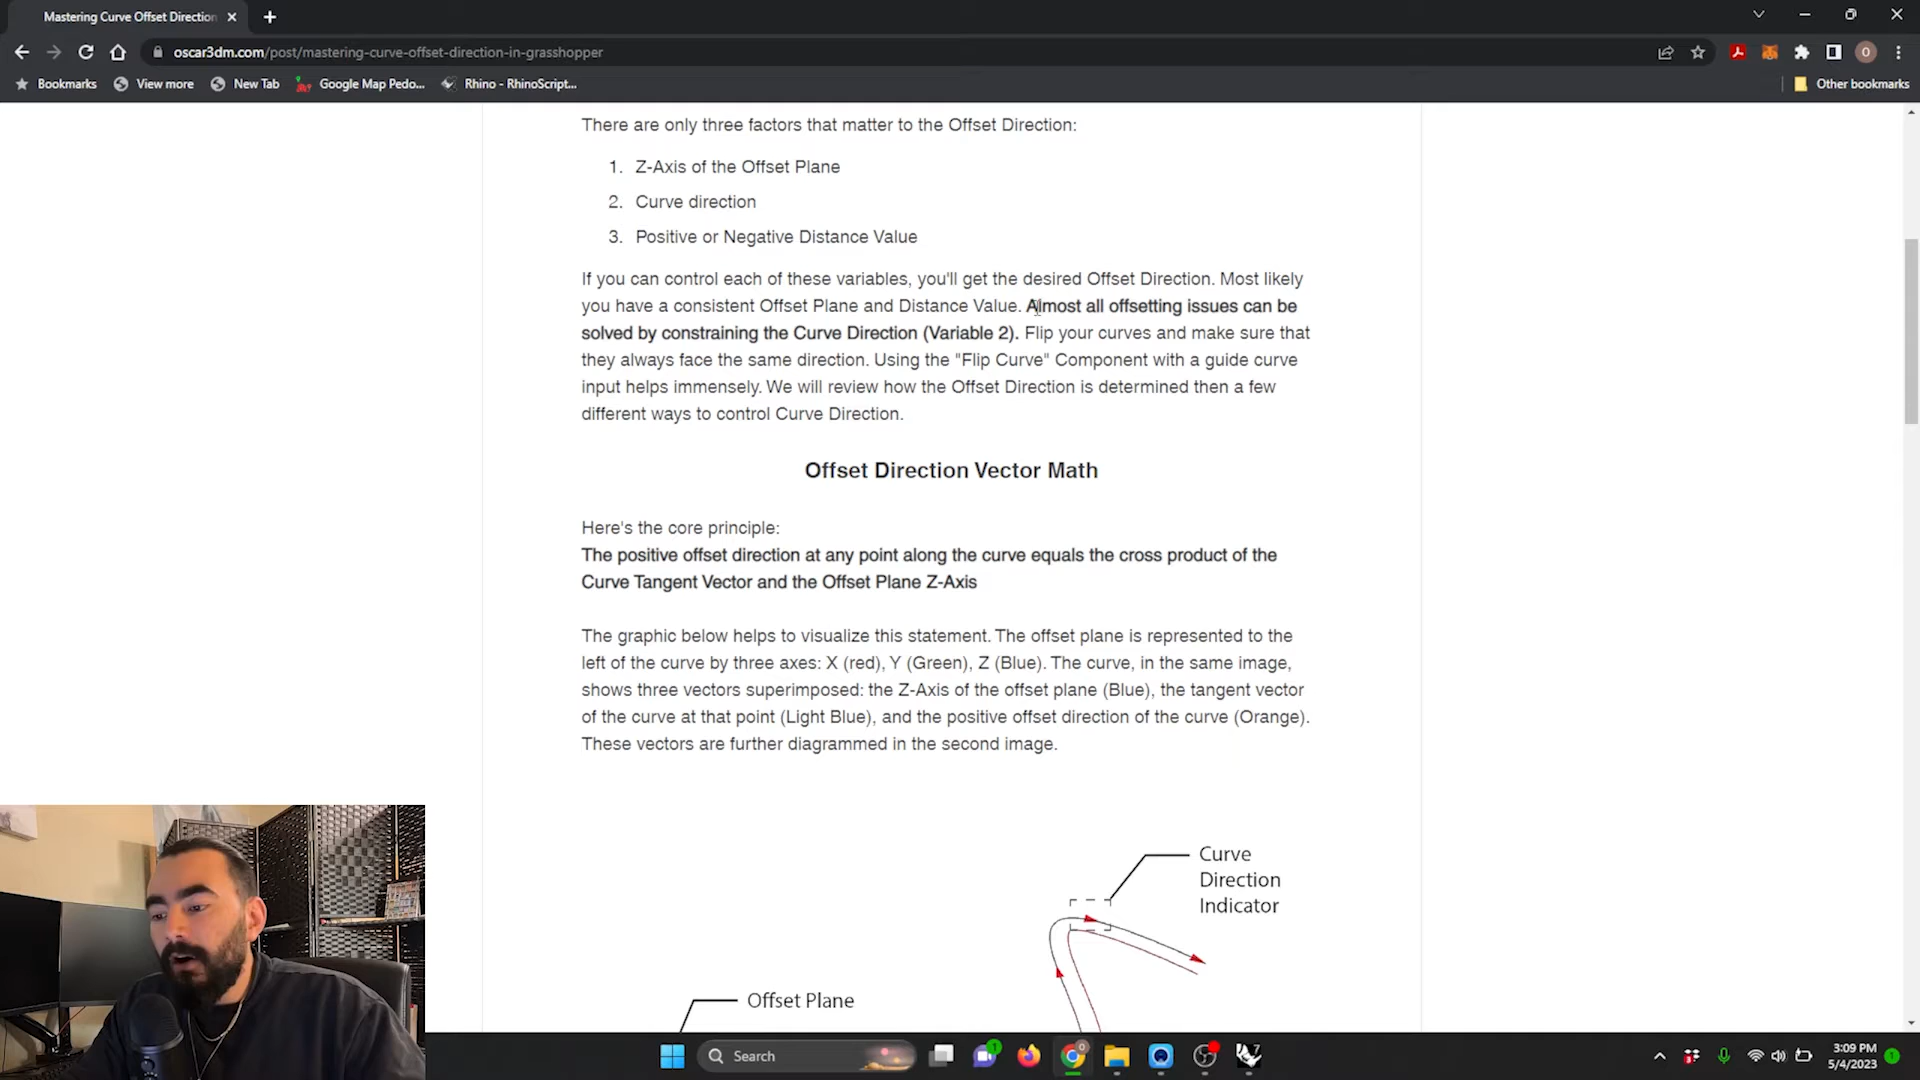 Mastering Curve Offset Direction
oscar3dm.com/post/mastering-curve-offset-direction-in-grasshopper
O
Bookmarks
View more
New Tab
Google Map Pedo...
Rhino - RhinoScript...
Other bookmarks
There are only three factors that matter to the Offset Direction:
1. Z-Axis of the Offset Plane
2. Curve direction
3. Positive or Negative Distance Value
If you can control each of these variables, you'll get the desired Offset Direction. Most likely
you have a consistent Offset Plane and Distance Value. Almost all offsetting issues can be
solved by constraining the Curve Direction (Variable 2). Flip your curves and make sure that
they always face the same direction. Using the "Flip Curve" Component with a guide curve
input helps immensely. We will review how the Offset Direction is determined then a few
different ways to control Curve Direction.
Offset Direction Vector Math
Here's the core principle:
The positive offset direction at any point along the curve equals the cross product of the
Curve Tangent Vector and the Offset Plane Z-Axis
The graphic below helps to visualize this statement. The offset plane is represented to the
left of the curve by three axes: X (red), Y (Green), Z (Blue). The curve, in the same image,
shows three vectors superimposed: the Z-Axis of the offset plane (Blue), the tangent vector
of the curve at that point (Light Blue), and the positive offset direction of the curve (Orange).
These vectors are further diagrammed in the second image.
Curve
Direction
Indicator
Offset Plane
Search
1
7
3:09 PM
5/4/2023
1